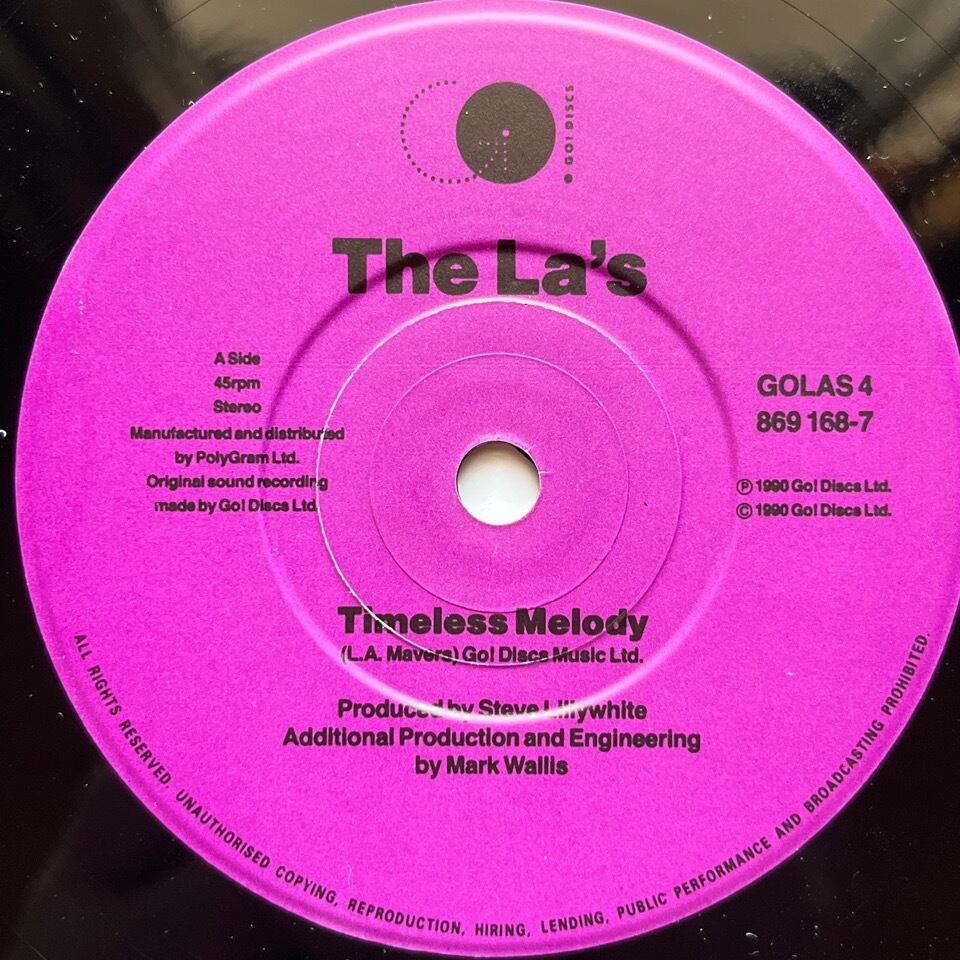 GO! DISCS
The La's
A Side
45rpm
Stereo
Manufactured and distributed
by PolyGram Ltd.
Original sound recording
made by Go! Discs Ltd.
GOLAS 4
869 168-7
Ⓟ 1990 Go! Discs Ltd.
© 1990 Go! Discs Ltd.
Timeless Melody
(L.A. Mavers) Go! Discs Music Ltd.
Produced by Steve Lillywhite
Additional Production and Engineering
by Mark Wallis
ALL RIGHTS RESERVED. UNAUTHORISED COPYING, REPRODUCTION, HIRING, LENDING, PUBLIC PERFORMANCE AND BROADCASTING PROHIBITED.